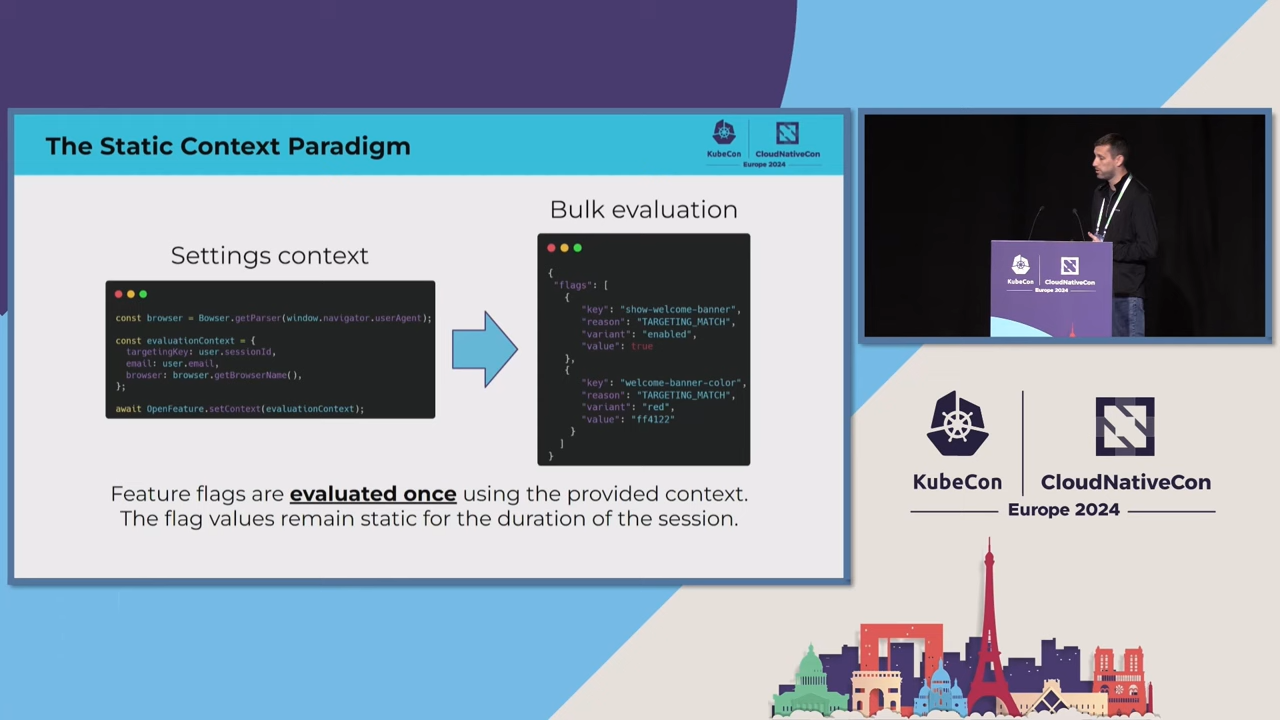 The Static Context Paradigm
KubeCon
CloudNativeCon
Europe 2024
Settings context
const browser = Bowser.getParser(window.navigator.userAgent);
const evaluationContext = {
targetingKey: user.sessionId,
email: user.email,
browser: browser.getBrowserName(),
};
await OpenFeature.setContext(evaluationContext);
Bulk evaluation
{
"flags": [
{
"key": "show-welcome-banner",
"reason": "TARGETING_MATCH",
"variant": "enabled",
"value": true
},
{
"key": "welcome-banner-color",
"reason": "TARGETING_MATCH",
"variant": "red",
"value": "ff4122"
}
]
}
Feature flags are evaluated once using the provided context.
The flag values remain static for the duration of the session.
KubeCon
CloudNativeCon
Europe 2024
KubeCon
CloudNativeCon
Europe 2024